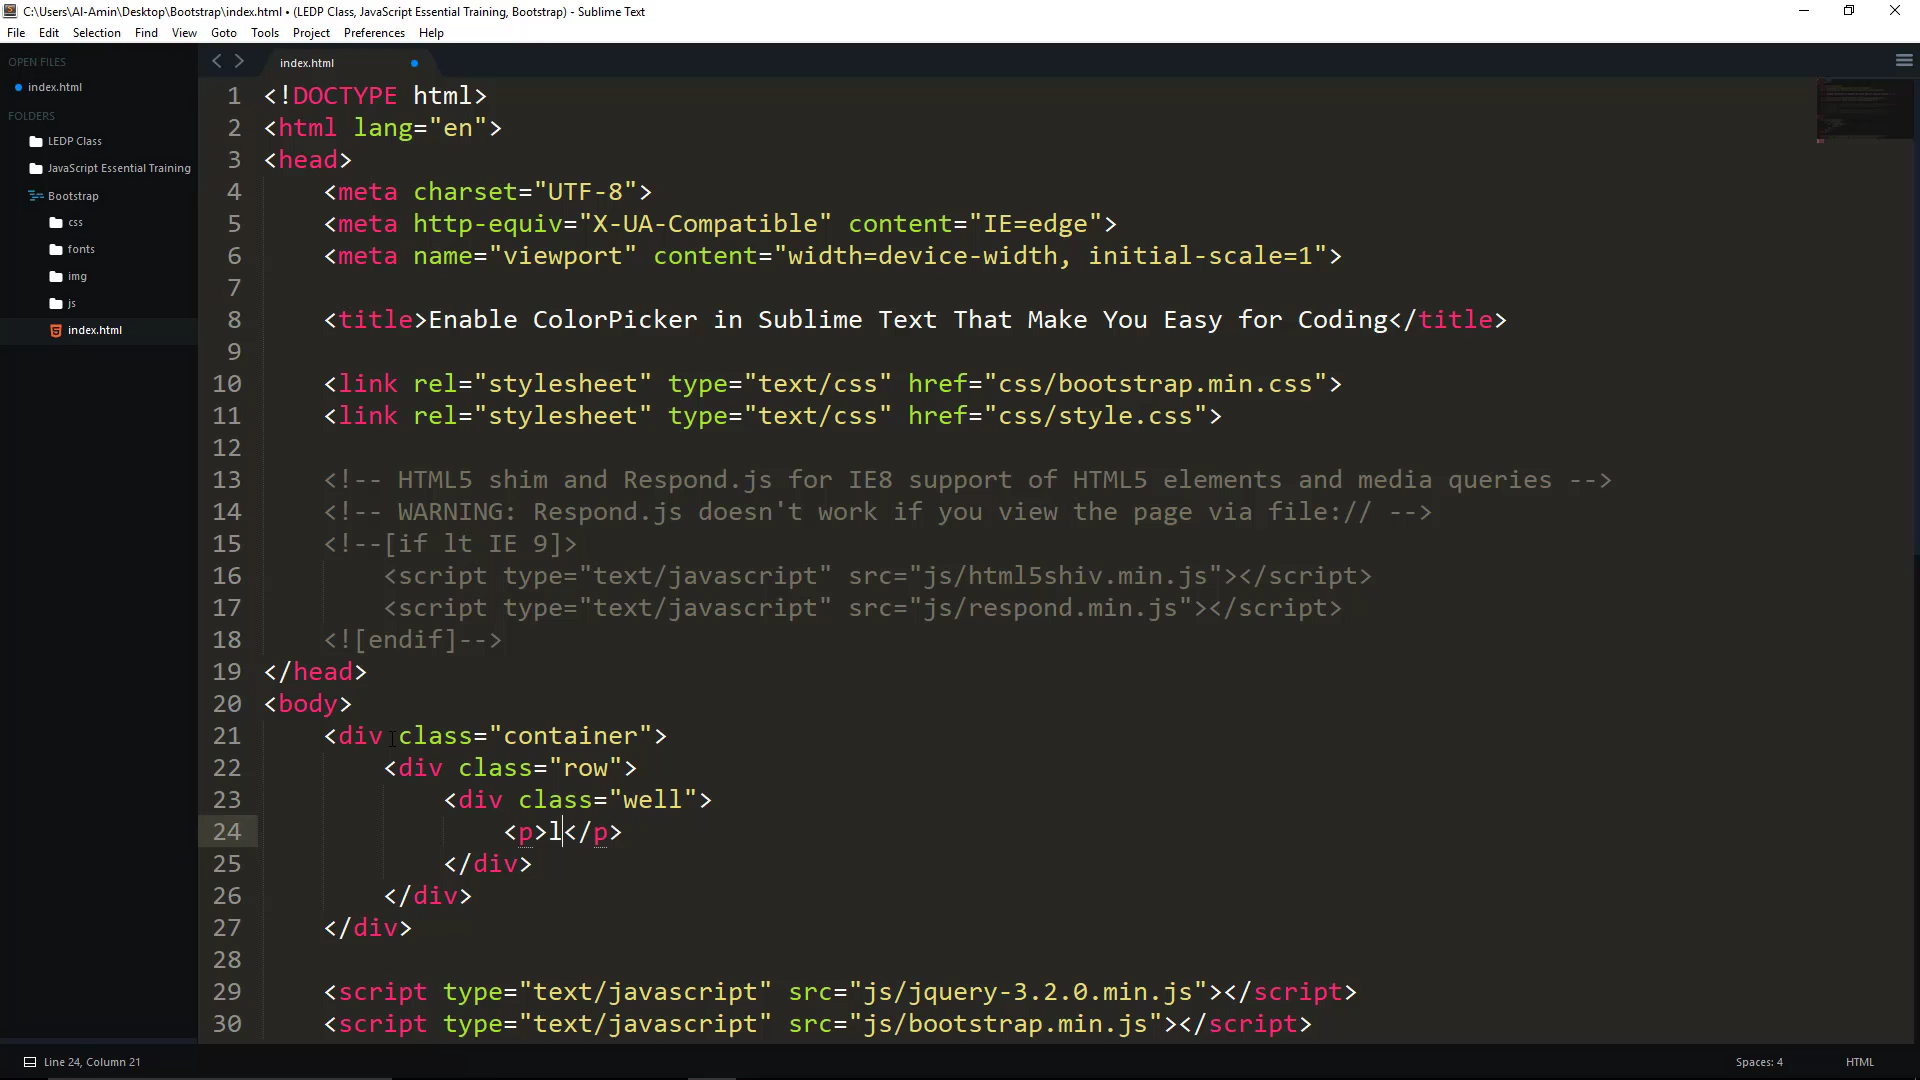 C:\Users\Al-Amin\Desktop\Bootstrap\index.html • (LEDP Class, JavaScript Essential Training, Bootstrap) - Sublime Text
File Edit Selection Find View Goto Tools Project Preferences Help
OPEN FILES
index.html
FOLDERS
LEDP Class
JavaScript Essential Training
Bootstrap
css
fonts
img
js
index.html
index.html
1 <!DOCTYPE html>
2 <html lang="en">
3 <head>
4 <meta charset="UTF-8">
5 <meta http-equiv="X-UA-Compatible" content="IE=edge">
6 <meta name="viewport" content="width=device-width, initial-scale=1">
7
8 <title>Enable ColorPicker in Sublime Text That Make You Easy for Coding</title>
9
10 <link rel="stylesheet" type="text/css" href="css/bootstrap.min.css">
11 <link rel="stylesheet" type="text/css" href="css/style.css">
12
13 <!-- HTML5 shim and Respond.js for IE8 support of HTML5 elements and media queries -->
14 <!-- WARNING: Respond.js doesn't work if you view the page via file:// -->
15 <!--[if lt IE 9]>
16 <script type="text/javascript" src="js/html5shiv.min.js"></script>
17 <script type="text/javascript" src="js/respond.min.js"></script>
18 <![endif]-->
19 </head>
20 <body>
21 <div class="container">
22 <div class="row">
23 <div class="well">
24 <p>l</p>
25 </div>
26 </div>
27 </div>
28
29 <script type="text/javascript" src="js/jquery-3.2.0.min.js"></script>
30 <script type="text/javascript" src="js/bootstrap.min.js"></script>
Line 24, Column 21
Spaces: 4
HTML